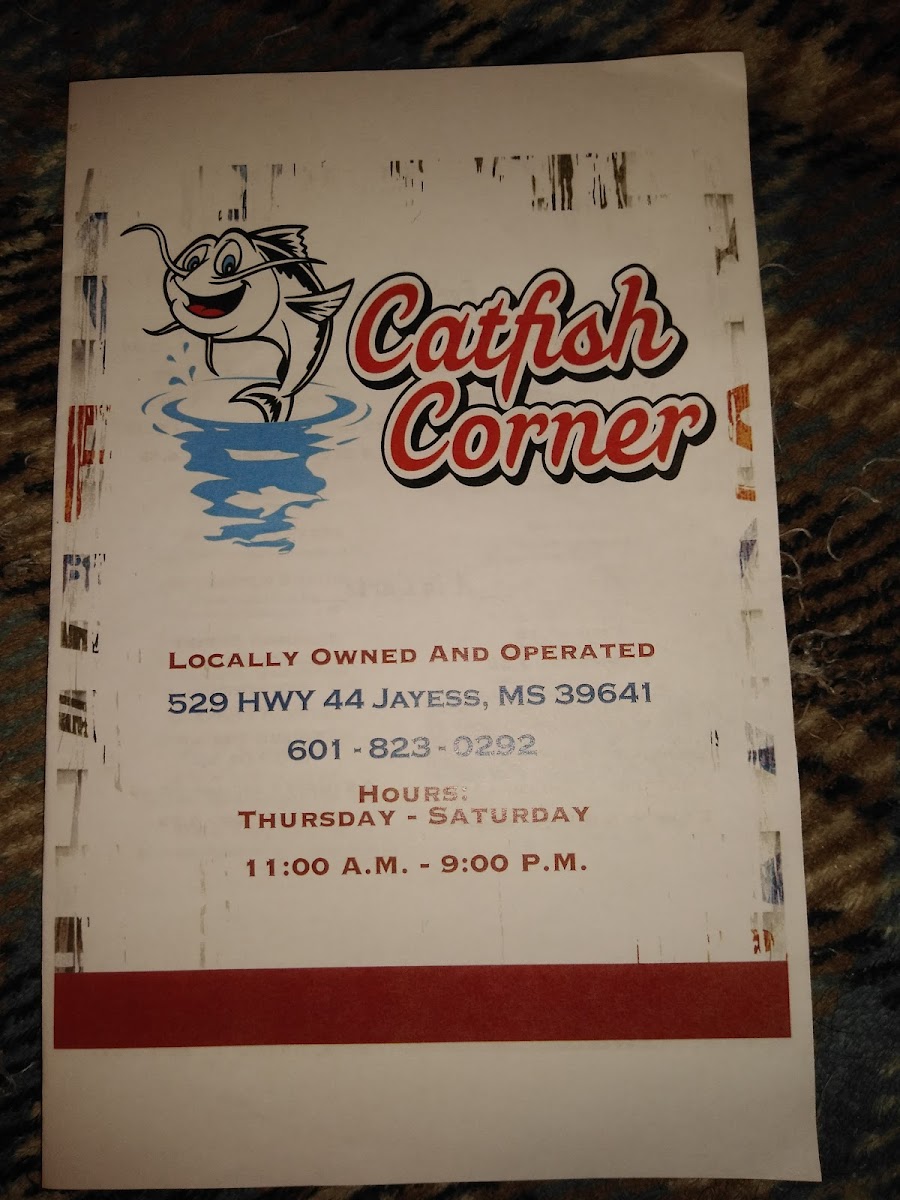 Catfish
Corner
LOCALLY OWNED AND OPERATED
529 HWY 44 JAYESS, MS 39641
601 - 823 - 0292
HOURS:
THURSDAY - SATURDAY
11:00 A.M. - 9:00 P.M.